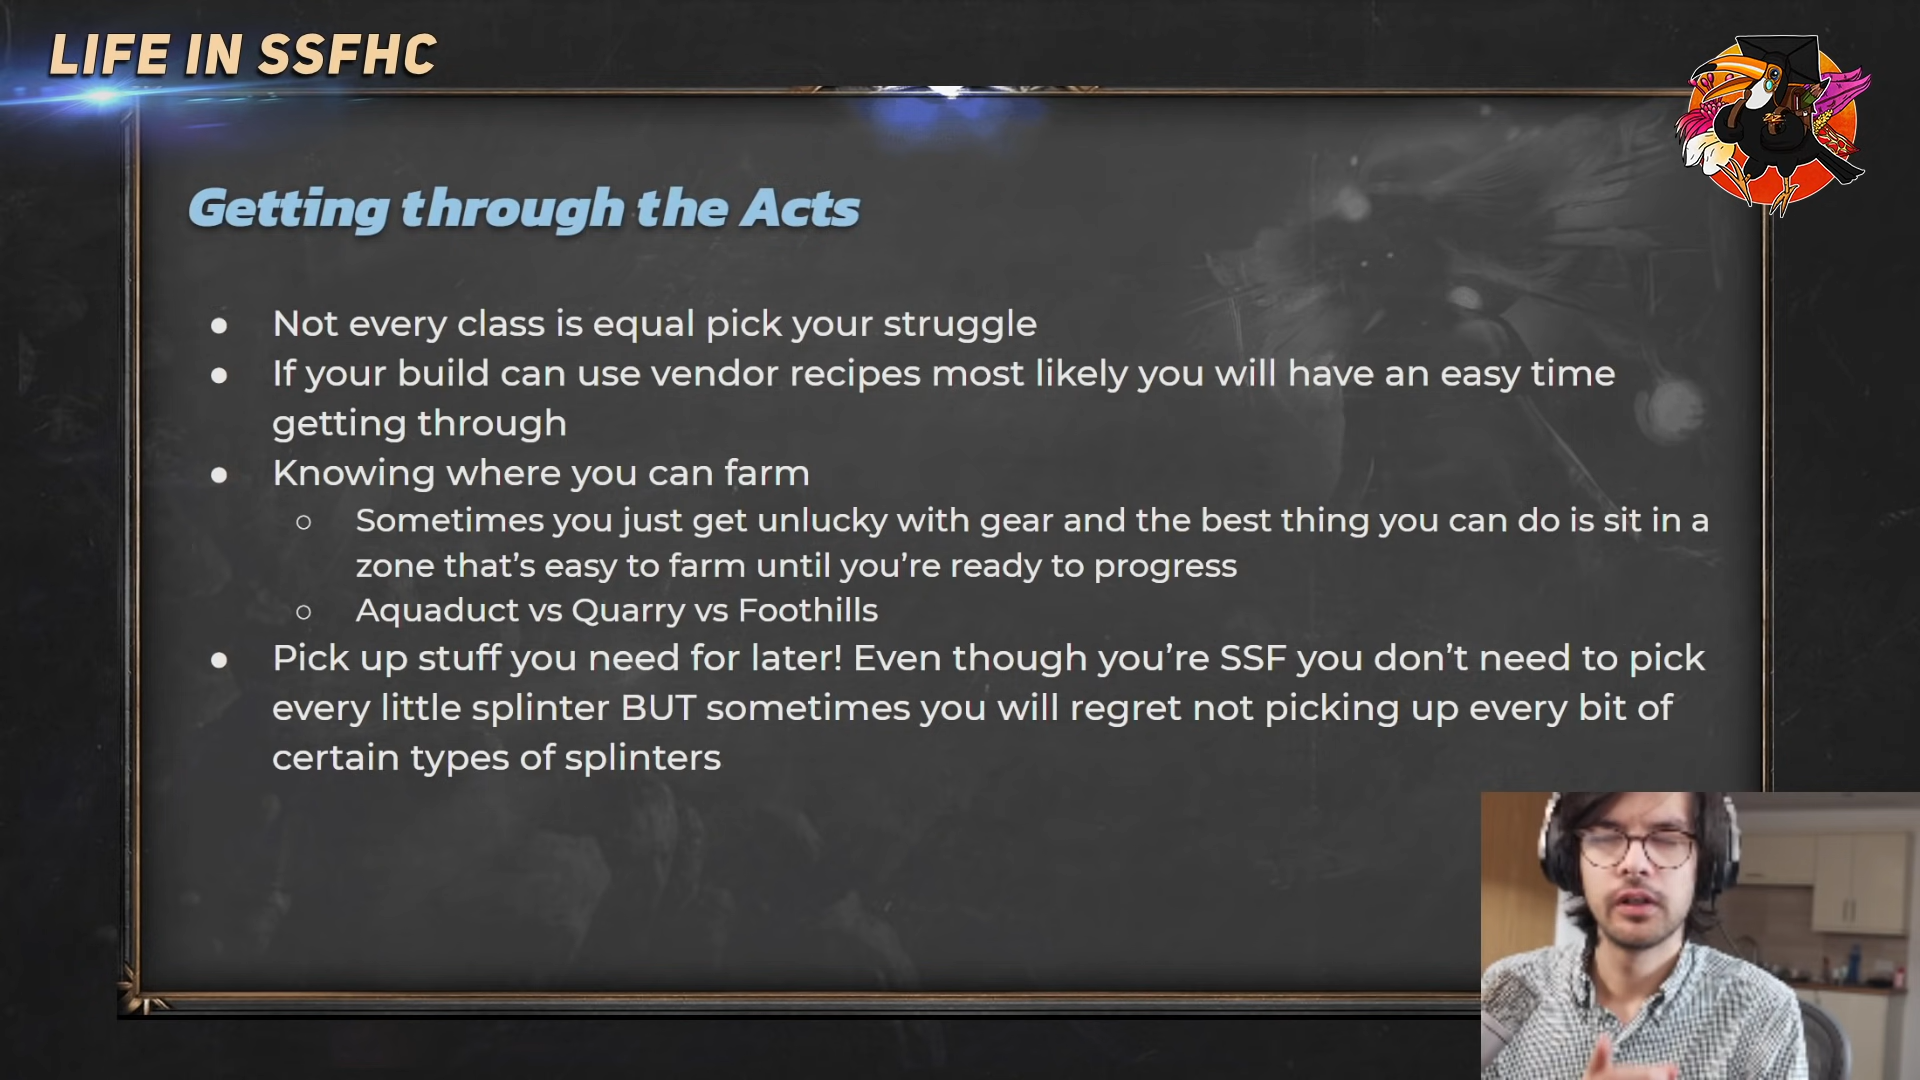 LIFE IN SSFHC
Getting through the Acts
● Not every class is equal pick your struggle
● If your build can use vendor recipes most likely you will have an easy time
getting through
● Knowing where you can farm
○ Sometimes you just get unlucky with gear and the best thing you can do is sit in a
zone that’s easy to farm until you’re ready to progress
○ Aquaduct vs Quarry vs Foothills
● Pick up stuff you need for later! Even though you’re SSF you don’t need to pick
every little splinter BUT sometimes you will regret not picking up every bit of
certain types of splinters